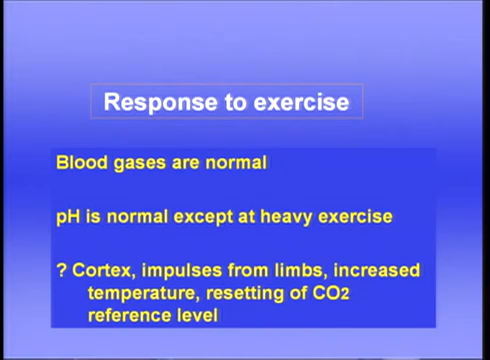 Response to exercise
Blood gases are normal
pH is normal except at heavy exercise
? Cortex, impulses from limbs, increased
temperature, resetting of CO2
reference level